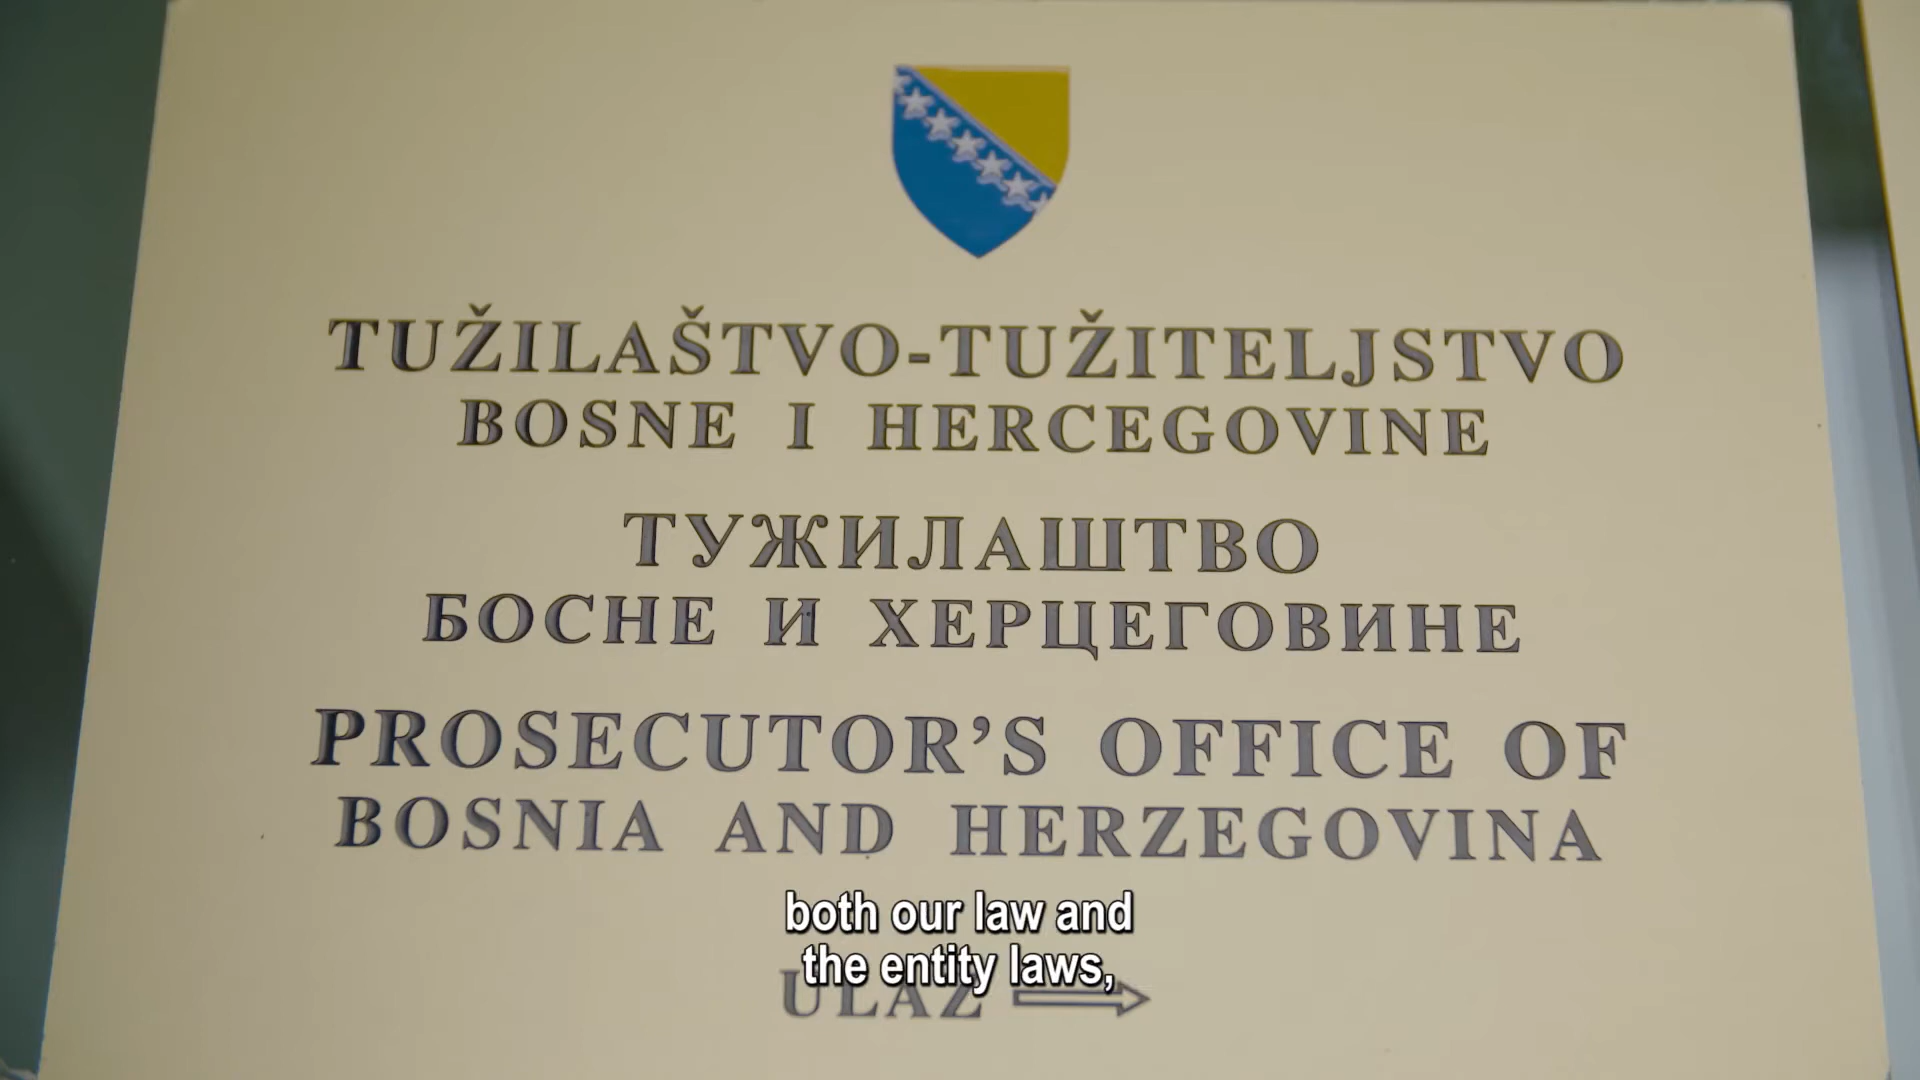 TUŽILAŠTVO-TUŽITELJSTVO
BOSNE I HERCEGOVINE
ТУЖИЛАШТВО
БОСНЕ И ХЕРЦЕГОВИНЕ
PROSECUTOR’S OFFICE OF
BOSNIA AND HERZEGOVINA
both our law and
the entity laws,
ULAZ